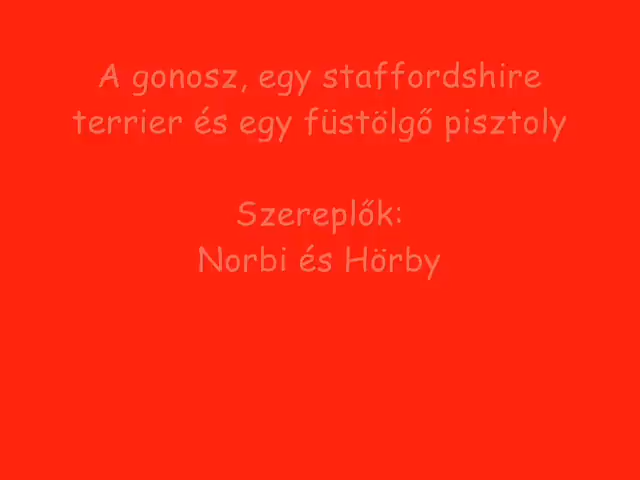 A gonosz, egy staffordshire
terrier és egy füstölgő pisztoly
Szereplők:
Norbi és Hörby